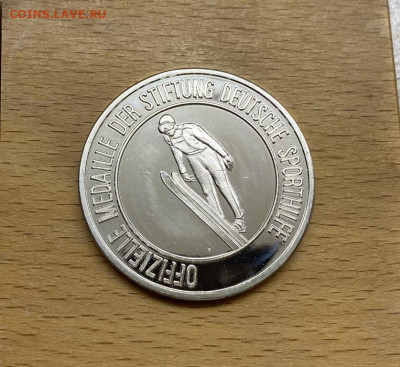 COINS.LAVE.RU
OFFIZIELLE MEDAILLE DER STIFTUNG DEUTSCHE SPORTHILFE